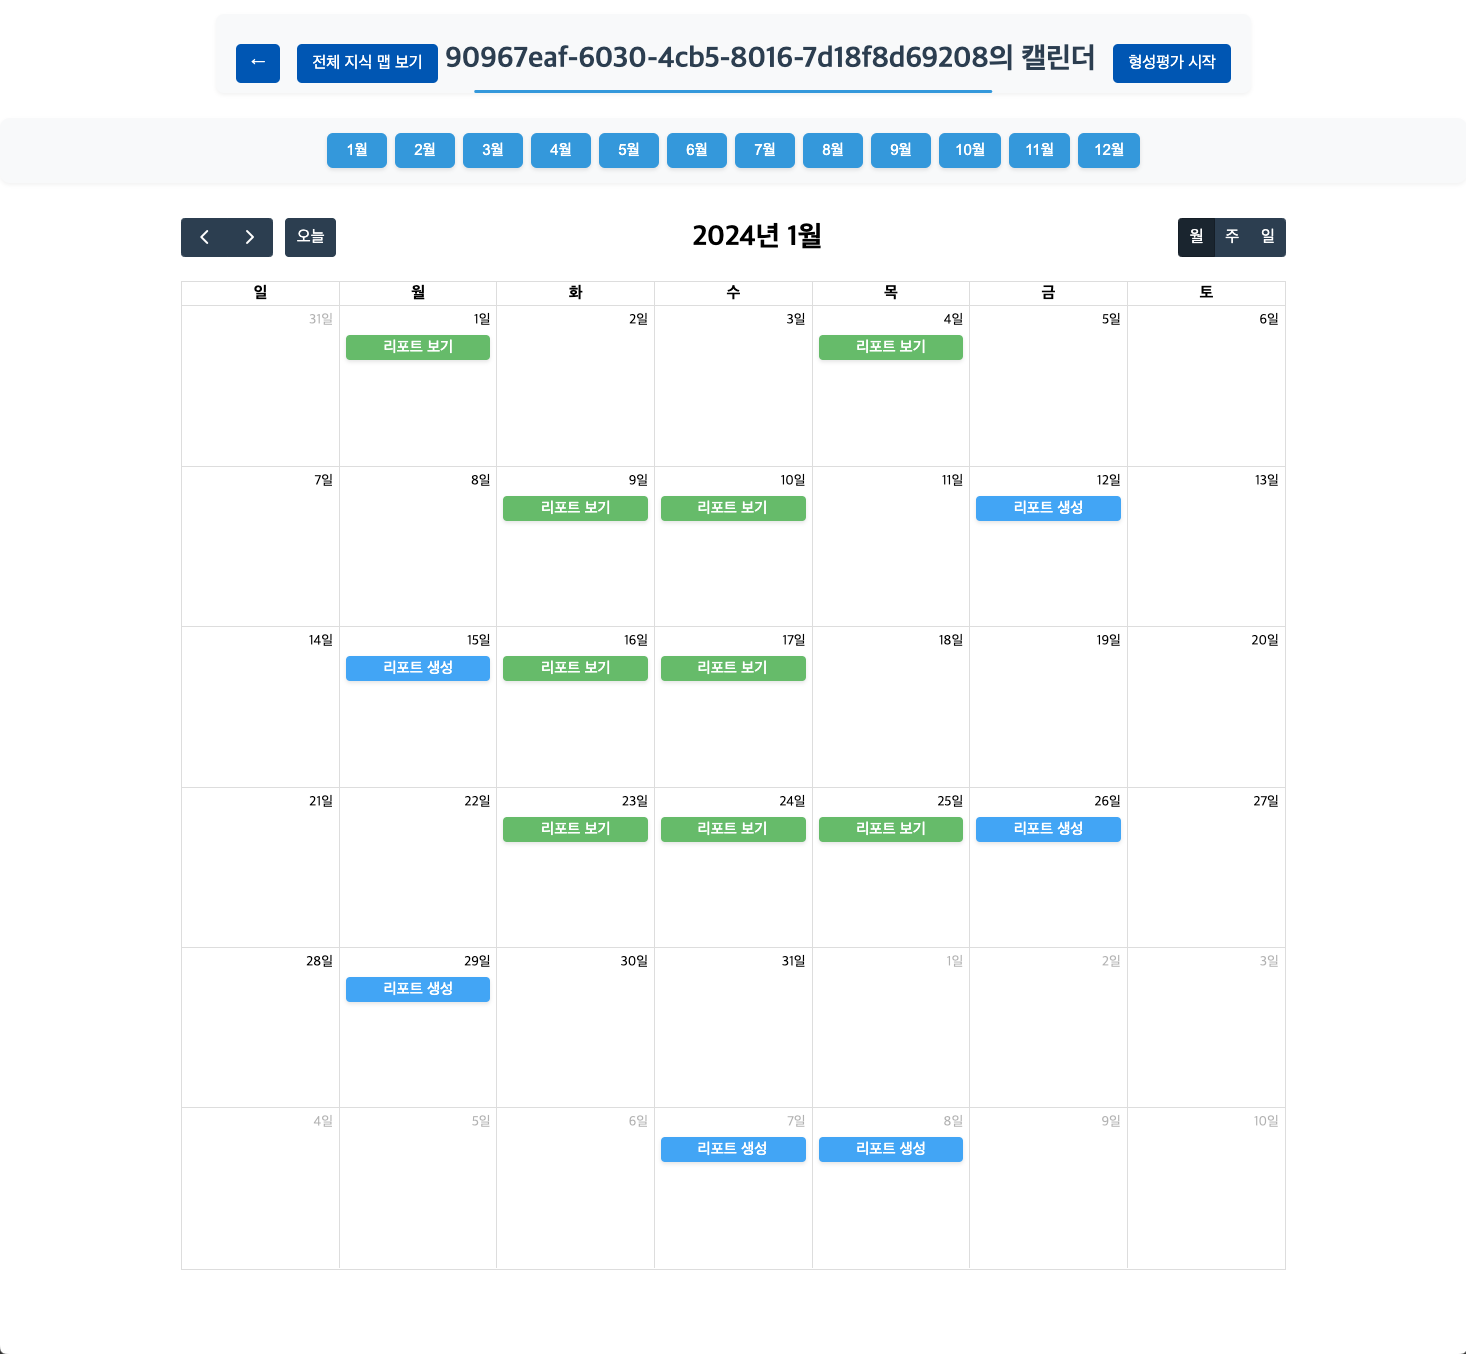 ← 전체 지식 맵 보기 90967eaf-6030-4cb5-8016-7d18f8d69208의 캘린더 형성평가 시작
1월 2월 3월 4월 5월 6월 7월 8월 9월 10월 11월 12월
오늘 2024년 1월 월 주 일
일 월 화 수 목 금 토
31일 1일 2일 3일 4일 5일 6일
리포트 보기 리포트 보기
7일 8일 9일 10일 11일 12일 13일
리포트 보기 리포트 보기 리포트 생성
14일 15일 16일 17일 18일 19일 20일
리포트 생성 리포트 보기 리포트 보기
21일 22일 23일 24일 25일 26일 27일
리포트 보기 리포트 보기 리포트 보기 리포트 생성
28일 29일 30일 31일 1일 2일 3일
리포트 생성
4일 5일 6일 7일 8일 9일 10일
리포트 생성 리포트 생성